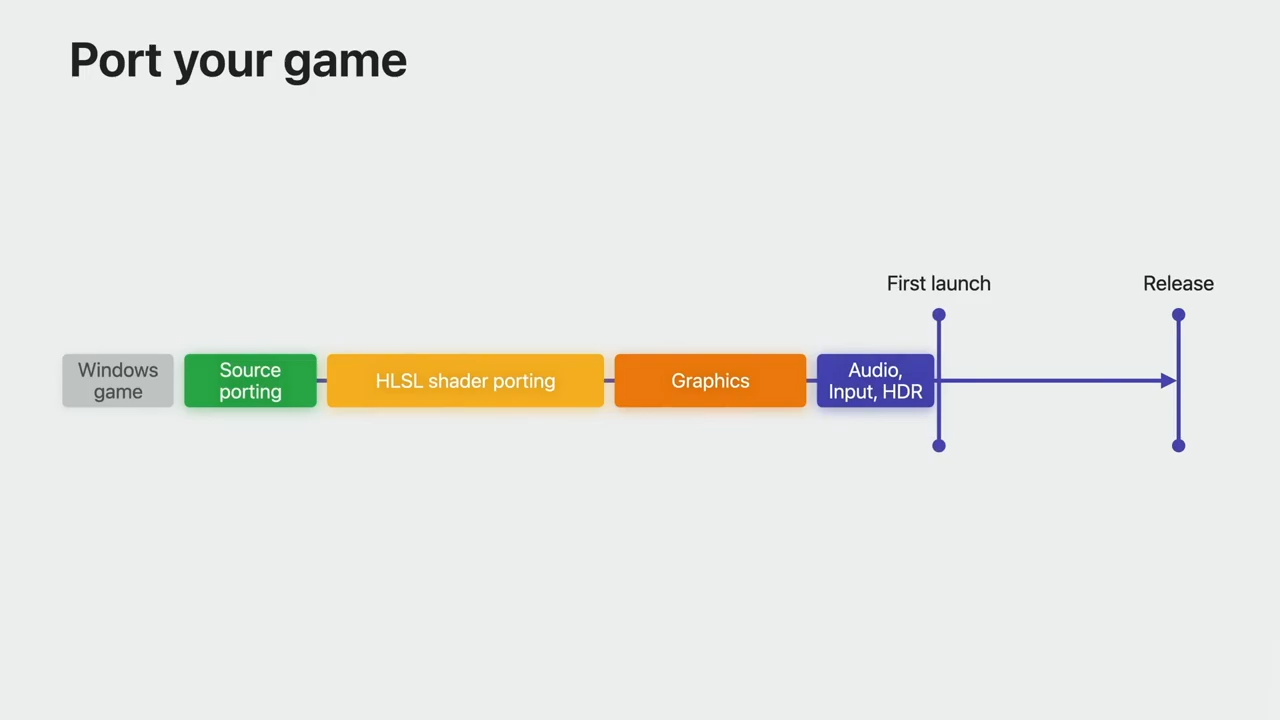 Port your game
First launch
Release
Windows
game
Source
porting
HLSL shader porting
Graphics
Audio,
Input, HDR